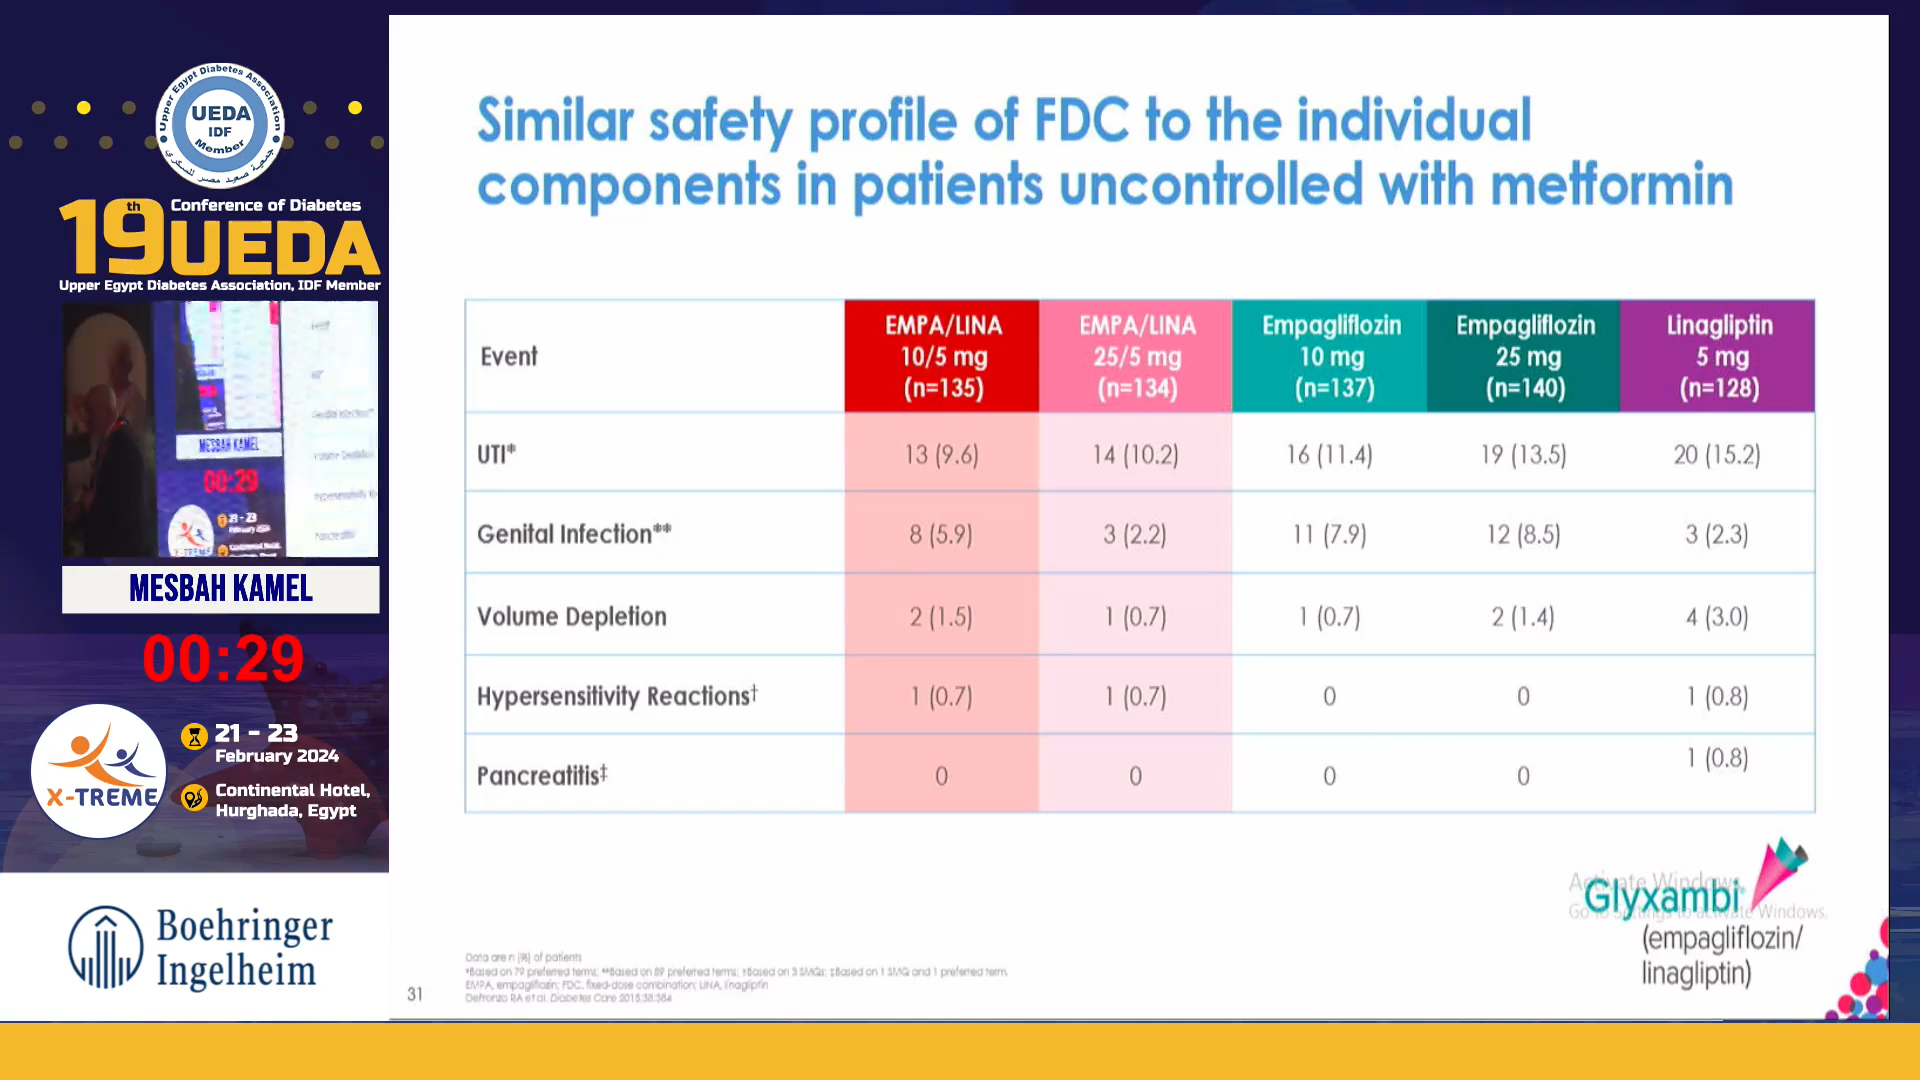 Upper Egypt Diabetes Association
UEDA
IDF
Member
جمعية صعيد مصر للسكري
19th Conference of Diabetes
UEDA
Upper Egypt Diabetes Association, IDF Member
MESBAH KAMEL
00:29
MESBAH KAMEL
00:29
X-TREME
21 - 23
February 2024
Continental Hotel,
Hurghada, Egypt
Boehringer
Ingelheim
Similar safety profile of FDC to the individual
components in patients uncontrolled with metformin
Event EMPA/LINA 10/5 mg (n=135) EMPA/LINA 25/5 mg (n=134) Empagliflozin 10 mg (n=137) Empagliflozin 25 mg (n=140) Linagliptin 5 mg (n=128)
UTI* 13 (9.6) 14 (10.2) 16 (11.4) 19 (13.5) 20 (15.2)
Genital Infection** 8 (5.9) 3 (2.2) 11 (7.9) 12 (8.5) 3 (2.3)
Volume Depletion 2 (1.5) 1 (0.7) 1 (0.7) 2 (1.4) 4 (3.0)
Hypersensitivity Reactions† 1 (0.7) 1 (0.7) 0 0 1 (0.8)
Pancreatitis‡ 0 0 0 0 1 (0.8)
Activate Windows
Go to Settings to activate Windows.
Glyxambi
(empagliflozin/
linagliptin)
Data are n (%) of patients
*Based on 79 preferred terms; **Based on 89 preferred terms; †Based on 3 SMQs; ‡Based on 1 SMQ and 1 preferred term.
EMPA, empagliflozin; FDC, fixed-dose combination; LINA, linagliptin
DeFronzo RA et al. Diabetes Care 2015;38:384
31